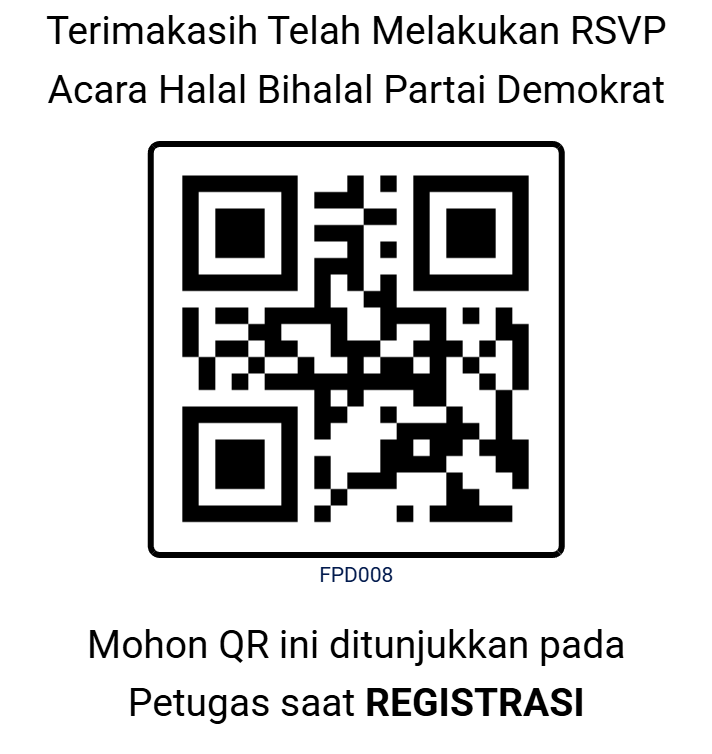 Terimakasih Telah Melakukan RSVP
Acara Halal Bihalal Partai Demokrat
FPD008
Mohon QR ini ditunjukkan pada
Petugas saat REGISTRASI